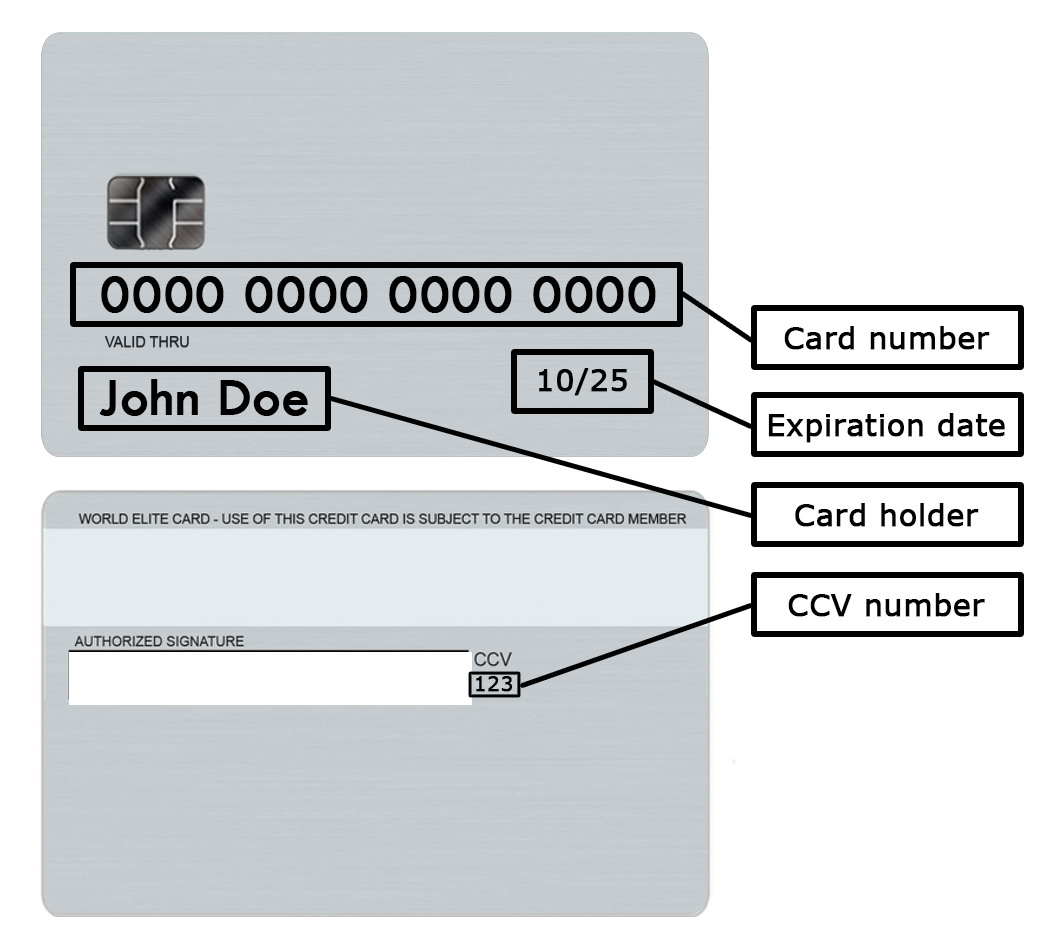 0000 0000 0000 0000
Card number
VALID THRU
John Doe
10/25
Expiration date
Card holder
WORLD ELITE CARD - USE OF THIS CREDIT CARD IS SUBJECT TO THE CREDIT CARD MEMBER
CCV number
AUTHORIZED SIGNATURE
CCV
123